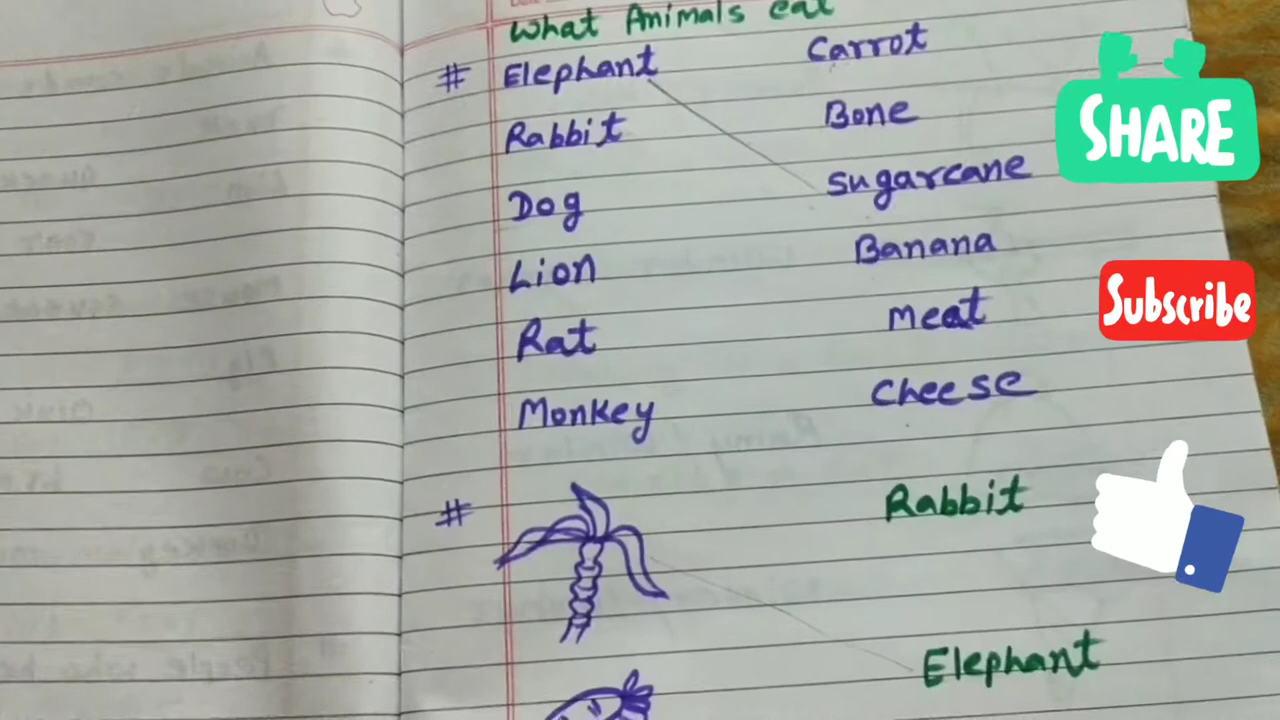 What Animals eat
# Elephant Carrot
Rabbit Bone
Dog Sugarcane
Lion Banana
Rat Meat
Monkey Cheese
# Rabbit
Elephant
SHARE
Subscribe